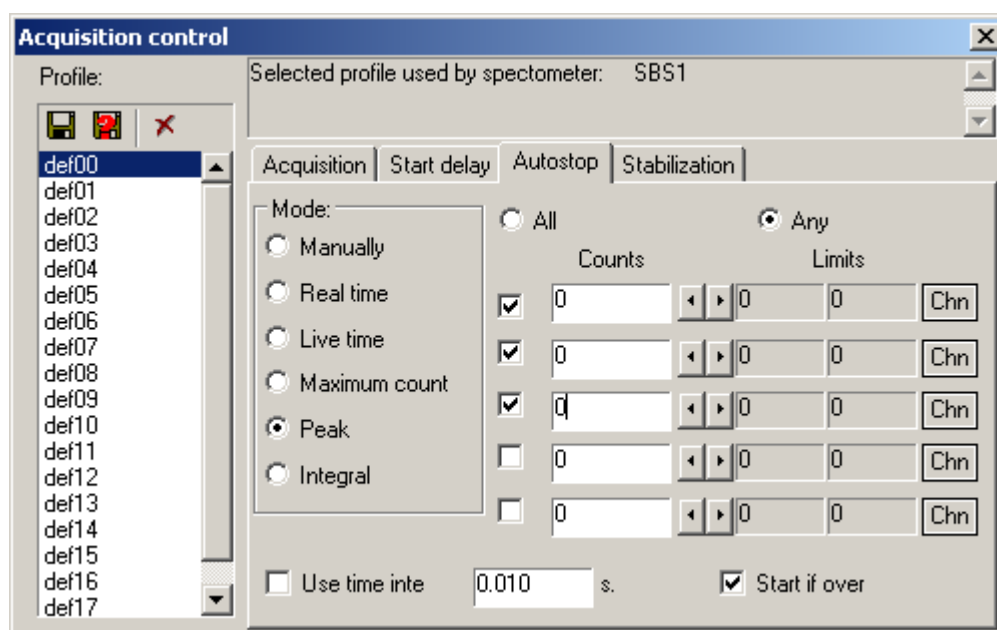 Acquisition control
Profile:
Selected profile used by spectometer: SBS1
def00
def01
def02
def03
def04
def05
def06
def07
def08
def09
def10
def11
def12
def13
def14
def15
def16
def17
Acquisition Start delay Autostop Stabilization
Mode:
Manually
Real time
Live time
Maximum count
Peak
Integral
All Any
Counts Limits
0 0 0 Chn
0 0 0 Chn
0 0 0 Chn
0 0 0 Chn
0 0 0 Chn
Use time inte 0.010 s. Start if over